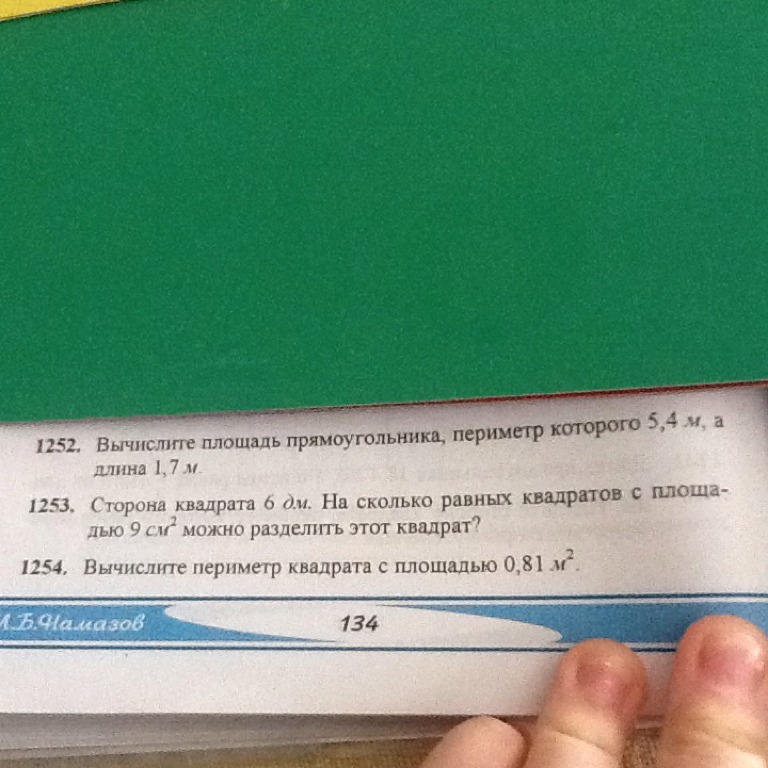 1252. Вычислите площадь прямоугольника, периметр которого 5,4 м, а
длина 1,7 м.
1253. Сторона квадрата 6 дм. На сколько равных квадратов с площа-
дью 9 см² можно разделить этот квадрат?
1254. Вычислите периметр квадрата с площадью 0,81 м².
М.Б.Намазов
134